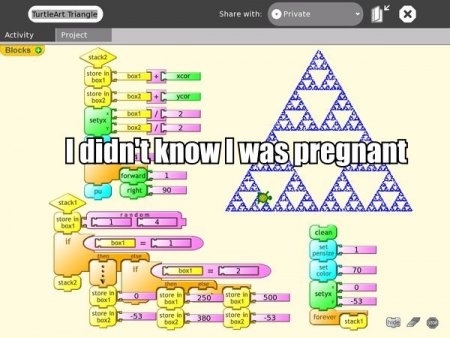 TurtleArt Triangle Share with: Private
Activity Project
Blocks
stack2
store in box1 box1 + xcor
store in box2 box2 + ycor
setyx x box1 / 2
y box2 / 2
I didn't know I was pregnant
forward 1
pu right 90
stack1
store in box1 random 1 4
if box1 = 1
then else then else
if box1 = 2
stack2
store in box1 0 store in box1 250 store in box1 500
store in box2 -53 store in box2 380 store in box2 -53
clean
set pensize 1
set color 70
setyx x 0
y -53
forever stack1
hide stop